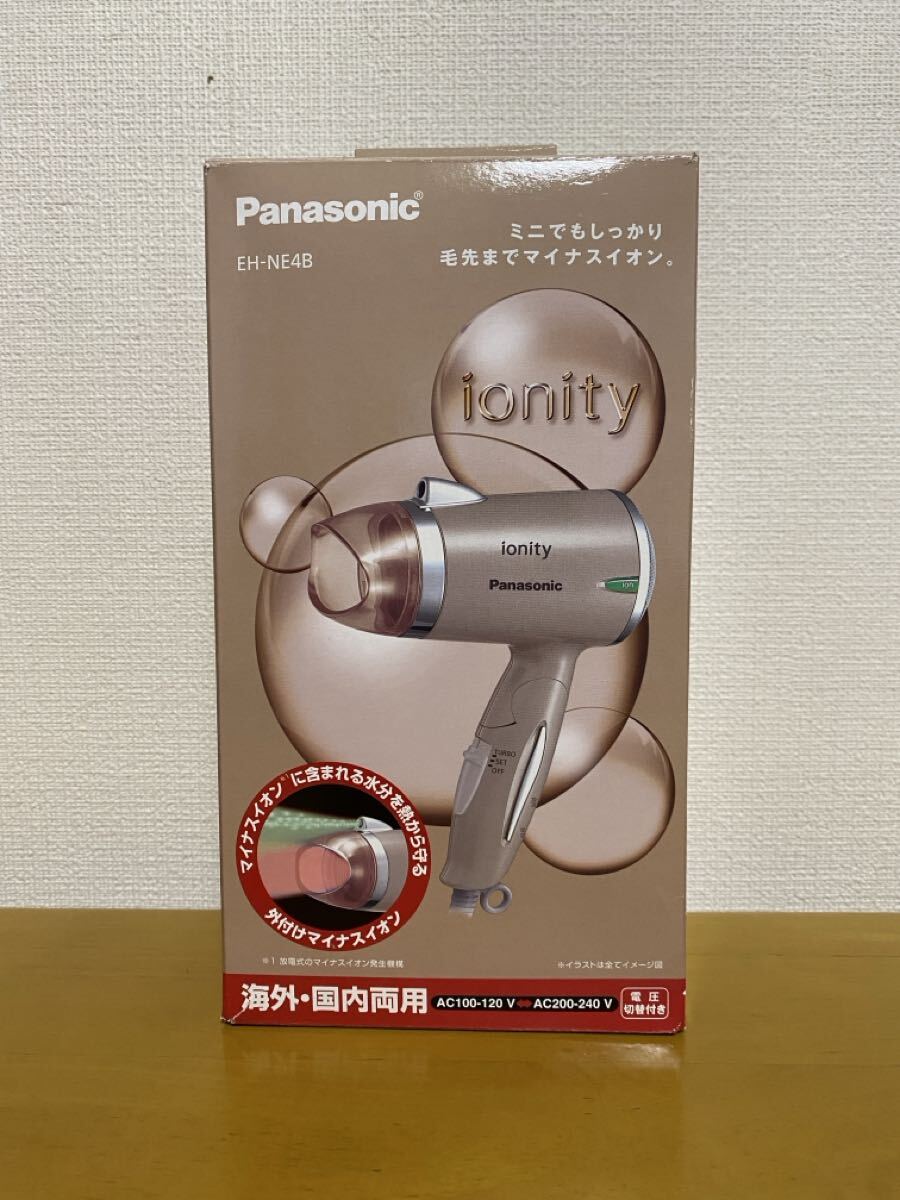 Panasonic®
EH-NE4B
ミニでもしっかり
毛先までマイナスイオン。
ionity
ionity
Panasonic
ion
TURBO
SET
OFF
マイナスイオン※1に含まれる水分を熱から守る
外付けマイナスイオン
※1 放電式のマイナスイオン発生機構
※イラストは全てイメージ図
海外・国内両用 AC100-120 V ⇔ AC200-240 V 電圧
切替付き